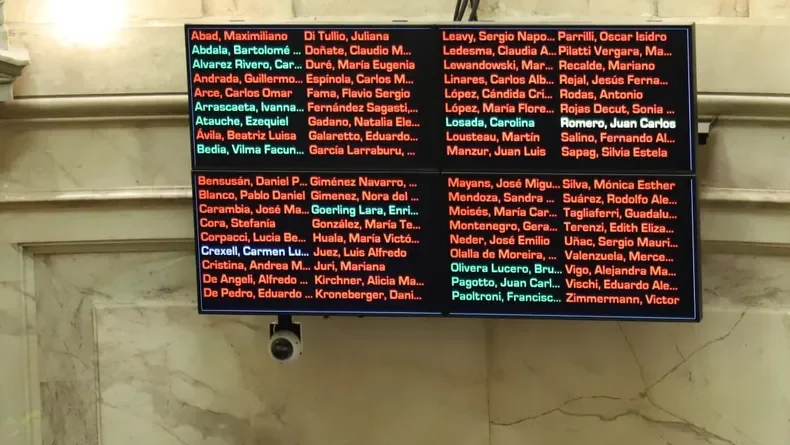 Abad, Maximiliano
Abdala, Bartolomé ...
Alvarez Rivero, Car...
Andrada, Guillermo...
Arce, Carlos Omar
Arrascaeta, Ivanna...
Atauche, Ezequiel
Ávila, Beatriz Luisa
Bedia, Vilma Facun...
Di Tullio, Juliana
Doñate, Claudio M...
Duré, María Eugenia
Espínola, Carlos M...
Fama, Flavio Sergio
Fernández Sagasti,...
Gadano, Natalia Ele...
Galaretto, Eduardo...
García Larraburu, ...
Leavy, Sergio Napo...
Ledesma, Claudia A...
Lewandowski, Mar...
Linares, Carlos Alb...
López, Cándida Cri...
López, María Flore...
Losada, Carolina
Lousteau, Martín
Manzur, Juan Luis
Parrilli, Oscar Isidro
Pilatti Vergara, Ma...
Recalde, Mariano
Rejal, Jesús Ferna...
Rodas, Antonio
Rojas Decut, Sonia ...
Romero, Juan Carlos
Salino, Fernando Al...
Sapag, Silvia Estela
Bensusán, Daniel P...
Blanco, Pablo Daniel
Carambia, José Ma...
Cora, Stefanía
Corpacci, Lucia Be...
Crexell, Carmen Lu...
Cristina, Andrea M...
De Angeli, Alfredo ...
De Pedro, Eduardo ...
Giménez Navarro, ...
Gimenez, Nora del ...
Goerling Lara, Enri...
González, María Te...
Huala, María Victó...
Juez, Luis Alfredo
Juri, Mariana
Kirchner, Alicia Ma...
Kroneberger, Dani...
Mayans, José Migu...
Mendoza, Sandra ...
Moisés, María Car...
Montenegro, Gera...
Neder, José Emilio
Olalla de Moreira, ...
Olivera Lucero, Bru...
Pagotto, Juan Carl...
Paoltroni, Francisc...
Silva, Mónica Esther
Suárez, Rodolfo Ale...
Tagliaferri, Guadalu...
Terenzi, Edith Eliza...
Uñac, Sergio Mauri...
Valenzuela, Merce...
Vigo, Alejandra Ma...
Vischi, Eduardo Ale...
Zimmermann, Victor